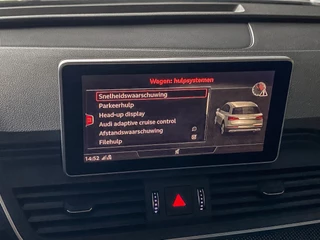 Wagen: hulpsystemen
Snelheidswaarschuwing
Parkeerhulp
Head-up display
Audi adaptive cruise control
Afstandswaarschuwing
Filehulp
14:52